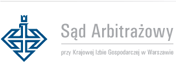 Sąd Arbitrażowy
przy Krajowej Izbie Gospodarczej w Warszawie